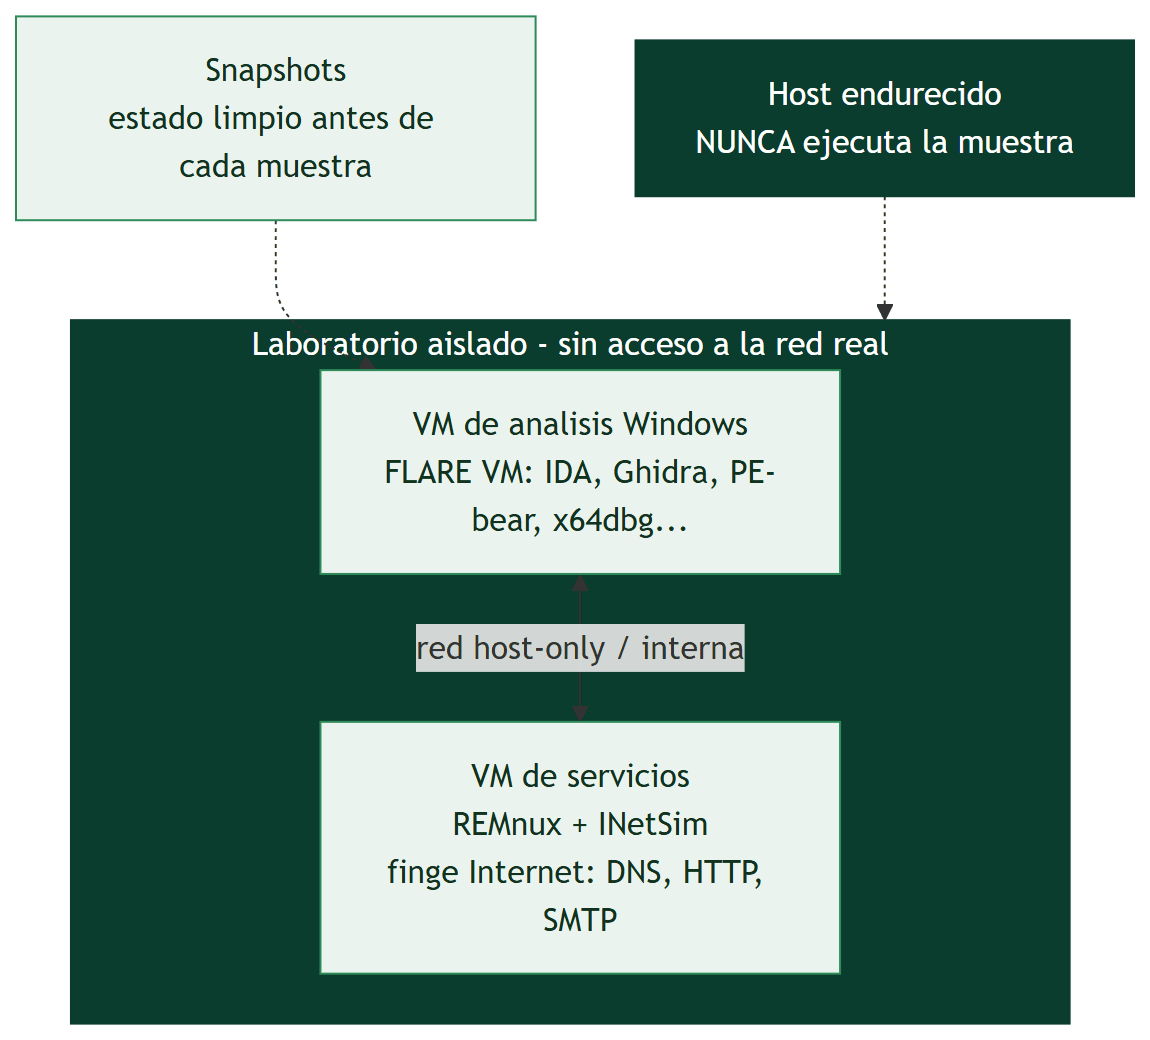 Snapshots
estado limpio antes de
cada muestra
Host endurecido
NUNCA ejecuta la muestra
Laboratorio aislado - sin acceso a la red real
VM de analisis Windows
FLARE VM: IDA, Ghidra, PE-
bear, x64dbg...
red host-only / interna
VM de servicios
REMnux + INetSim
finge Internet: DNS, HTTP,
SMTP